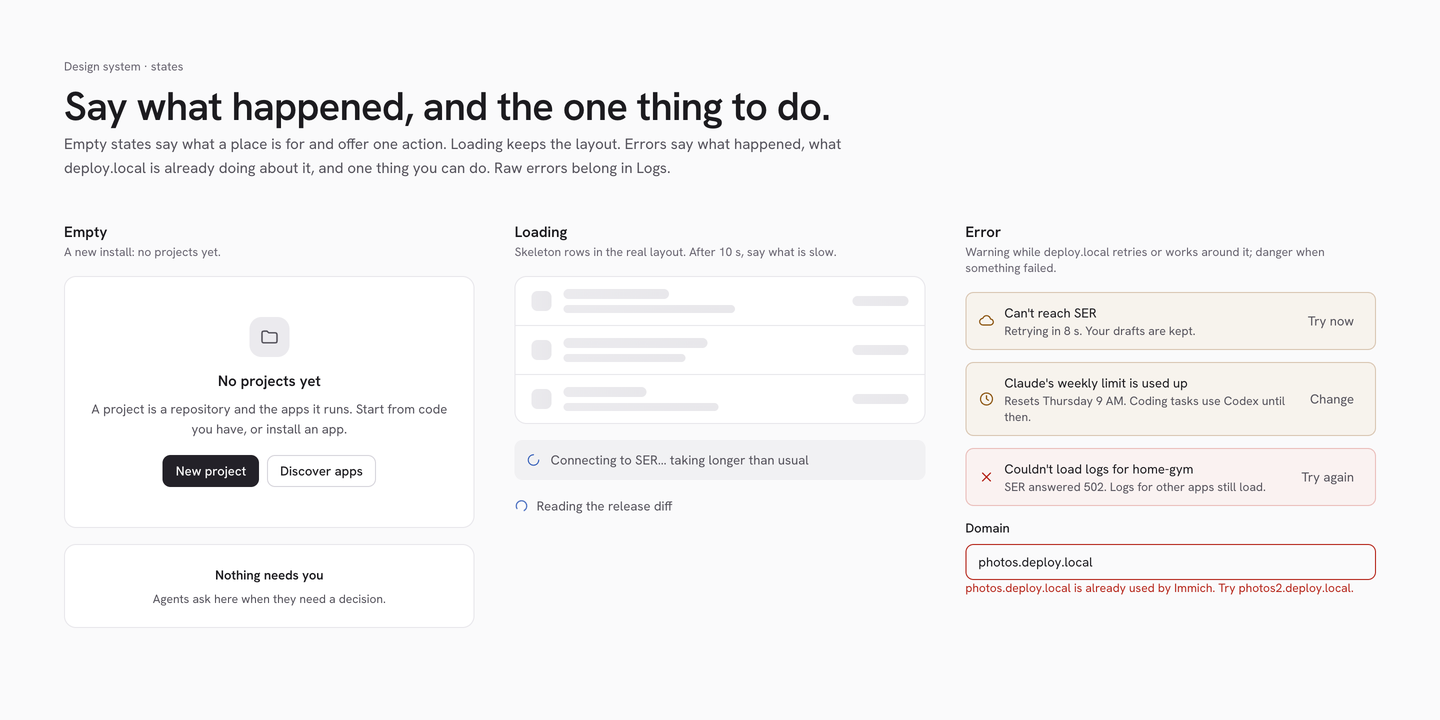 Design system · states
Say what happened, and the one thing to do.
Empty states say what a place is for and offer one action. Loading keeps the layout. Errors say what happened, what
deploy.local is already doing about it, and one thing you can do. Raw errors belong in Logs.
Empty
A new install: no projects yet.
No projects yet
A project is a repository and the apps it runs. Start from code
you have, or install an app.
New project
Discover apps
Nothing needs you
Agents ask here when they need a decision.
Loading
Skeleton rows in the real layout. After 10 s, say what is slow.
Connecting to SER… taking longer than usual
Reading the release diff
Error
Warning while deploy.local retries or works around it; danger when
something failed.
Can't reach SER
Retrying in 8 s. Your drafts are kept.
Try now
Claude's weekly limit is used up
Resets Thursday 9 AM. Coding tasks use Codex until
then.
Change
Couldn't load logs for home-gym
SER answered 502. Logs for other apps still load.
Try again
Domain
photos.deploy.local
photos.deploy.local is already used by Immich. Try photos2.deploy.local.